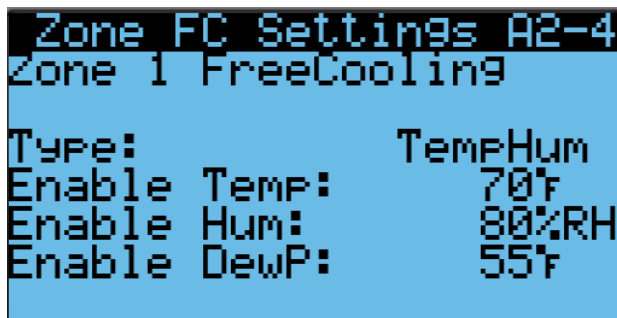 Zone FC Settings A2-4
Zone 1 FreeCooling
Type: TempHum
Enable Temp: 70°F
Enable Hum: 80%RH
Enable DewP: 55°F